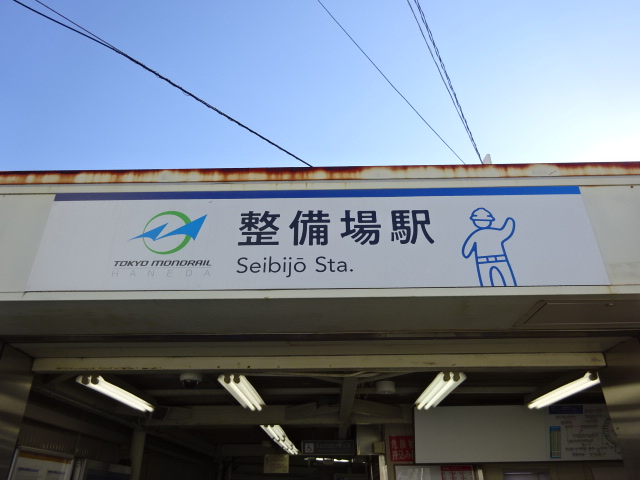 整備場駅
Seibijō Sta.
TOKYO MONORAIL
HANEDA